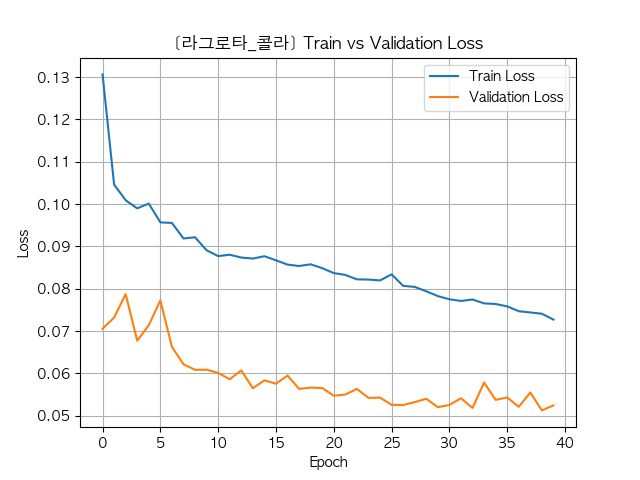 [라그로타_콜라] Train vs Validation Loss
Train Loss
Validation Loss
Loss
0.13
0.12
0.11
0.10
0.09
0.08
0.07
0.06
0.05
0 5 10 15 20 25 30 35 40
Epoch